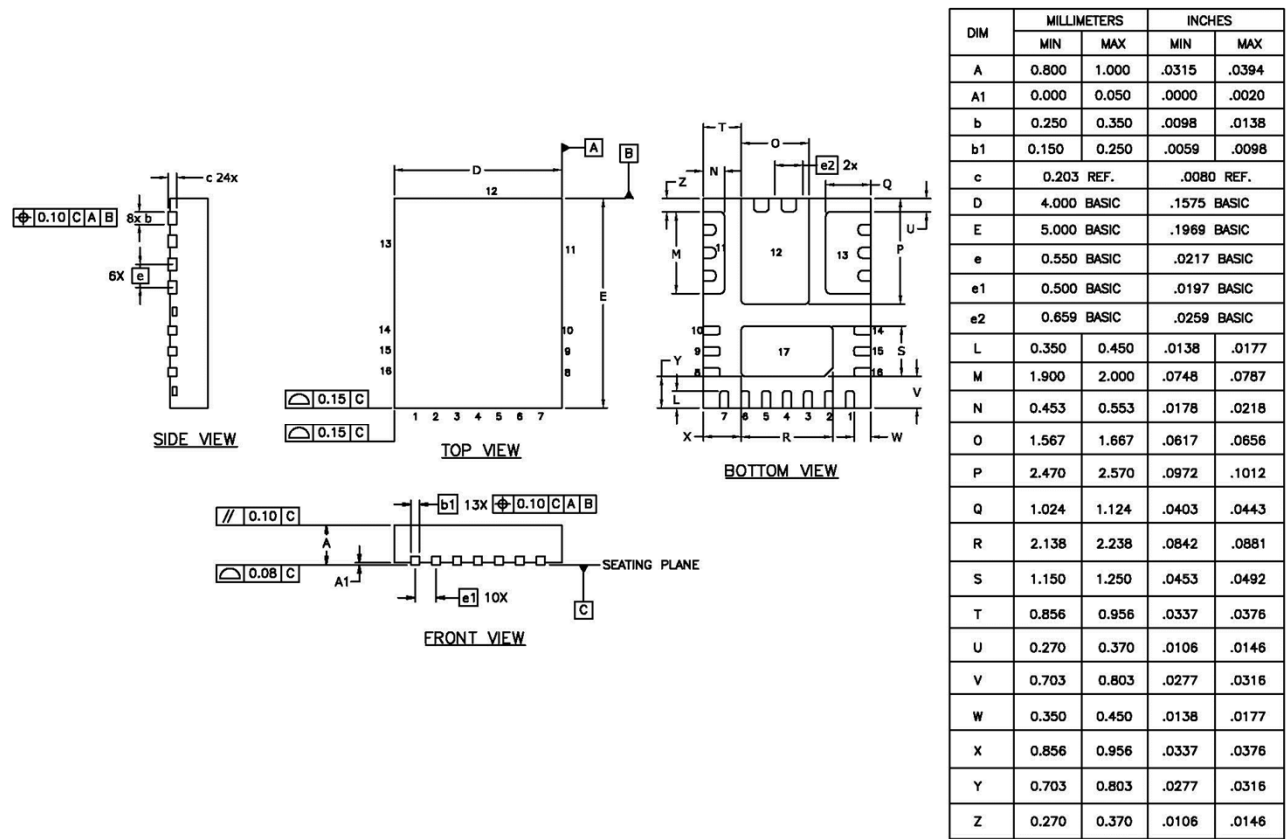 c 24x
⌖ 0.10 C A B 8x b
6X e
SIDE VIEW
D
A
B
12
13
11
E
14
10
15
9
16
8
⌓ 0.15 C
⌓ 0.15 C
1 2 3 4 5 6 7
TOP VIEW
T
O
N
e2 2x
Z
Q
U
M
11
12
13
P
10
14
9
17
15
S
8
16
Y
L
V
7 6 5 4 3 2 1
X
R
W
BOTTOM VIEW
// 0.10 C
b1 13X ⌖ 0.10 C A B
A
⌓ 0.08 C
A1
SEATING PLANE
e1 10X
C
FRONT VIEW
DIM MILLIMETERS INCHES
MIN MAX MIN MAX
A 0.800 1.000 .0315 .0394
A1 0.000 0.050 .0000 .0020
b 0.250 0.350 .0098 .0138
b1 0.150 0.250 .0059 .0098
c 0.203 REF. .0080 REF.
D 4.000 BASIC .1575 BASIC
E 5.000 BASIC .1969 BASIC
e 0.550 BASIC .0217 BASIC
e1 0.500 BASIC .0197 BASIC
e2 0.659 BASIC .0259 BASIC
L 0.350 0.450 .0138 .0177
M 1.900 2.000 .0748 .0787
N 0.453 0.553 .0178 .0218
O 1.567 1.667 .0617 .0656
P 2.470 2.570 .0972 .1012
Q 1.024 1.124 .0403 .0443
R 2.138 2.238 .0842 .0881
S 1.150 1.250 .0453 .0492
T 0.856 0.956 .0337 .0376
U 0.270 0.370 .0106 .0146
V 0.703 0.803 .0277 .0316
W 0.350 0.450 .0138 .0177
X 0.856 0.956 .0337 .0376
Y 0.703 0.803 .0277 .0316
Z 0.270 0.370 .0106 .0146